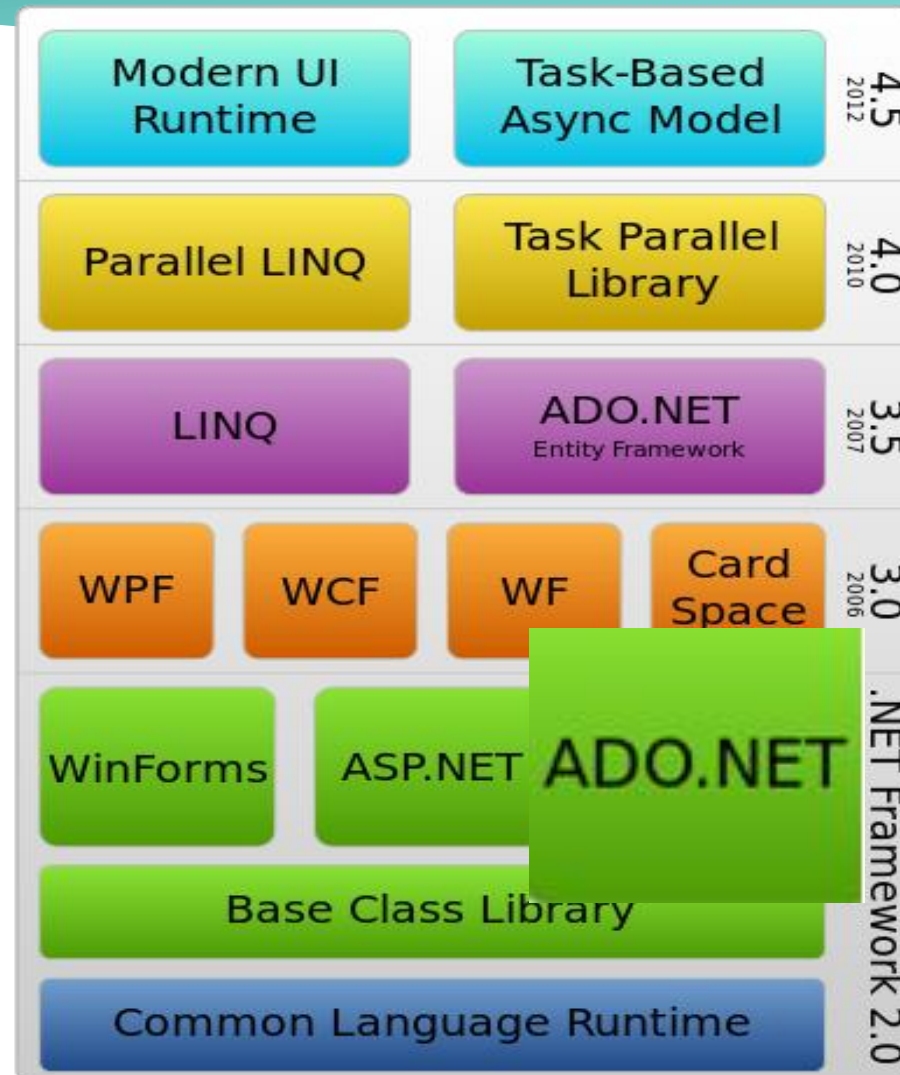 Modern UI
Runtime
Task-Based
Async Model
4.5
2012
Parallel LINQ
Task Parallel
Library
4.0
2010
LINQ
ADO.NET
Entity Framework
3.5
2007
WPF
WCF
WF
Card
Space
3.0
2006
WinForms
ASP.NET
ADO.NET
.NET Framework 2.0
Base Class Library
Common Language Runtime